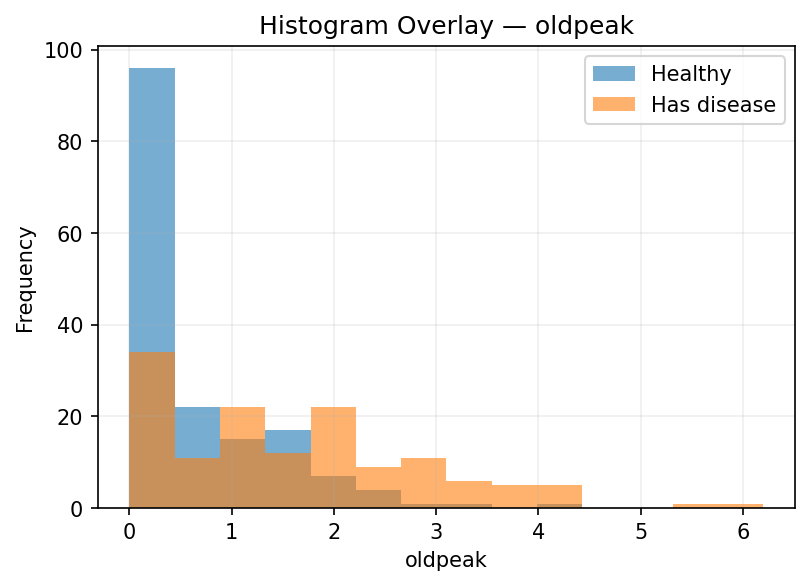 Histogram Overlay — oldpeak
Healthy
Has disease
Frequency
100
80
60
40
20
0
0 1 2 3 4 5 6
oldpeak